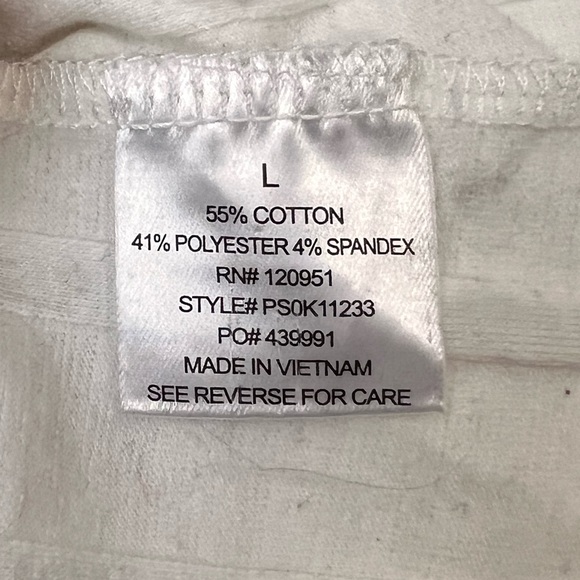 L
55% COTTON
41% POLYESTER 4% SPANDEX
RN# 120951
STYLE# PS0K11233
PO# 439991
MADE IN VIETNAM
SEE REVERSE FOR CARE